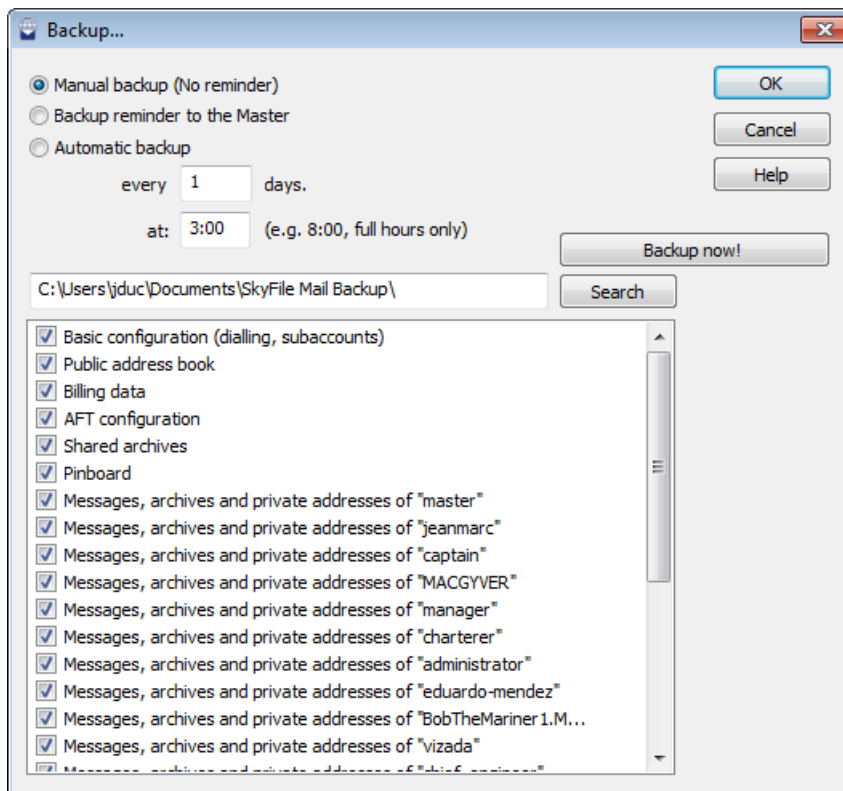 Backup...
Manual backup (No reminder)
OK
Backup reminder to the Master
Cancel
Automatic backup
Help
every 1 days.
at: 3:00 (e.g. 8:00, full hours only)
Backup now!
C:\Users\jduc\Documents\SkyFile Mail Backup\
Search
Basic configuration (dialling, subaccounts)
Public address book
Billing data
AFT configuration
Shared archives
Pinboard
Messages, archives and private addresses of "master"
Messages, archives and private addresses of "jeanmarc"
Messages, archives and private addresses of "captain"
Messages, archives and private addresses of "MACGYVER"
Messages, archives and private addresses of "manager"
Messages, archives and private addresses of "charterer"
Messages, archives and private addresses of "administrator"
Messages, archives and private addresses of "eduardo-mendez"
Messages, archives and private addresses of "BobTheMariner1.M...
Messages, archives and private addresses of "vizada"
Messages, archives and private addresses of